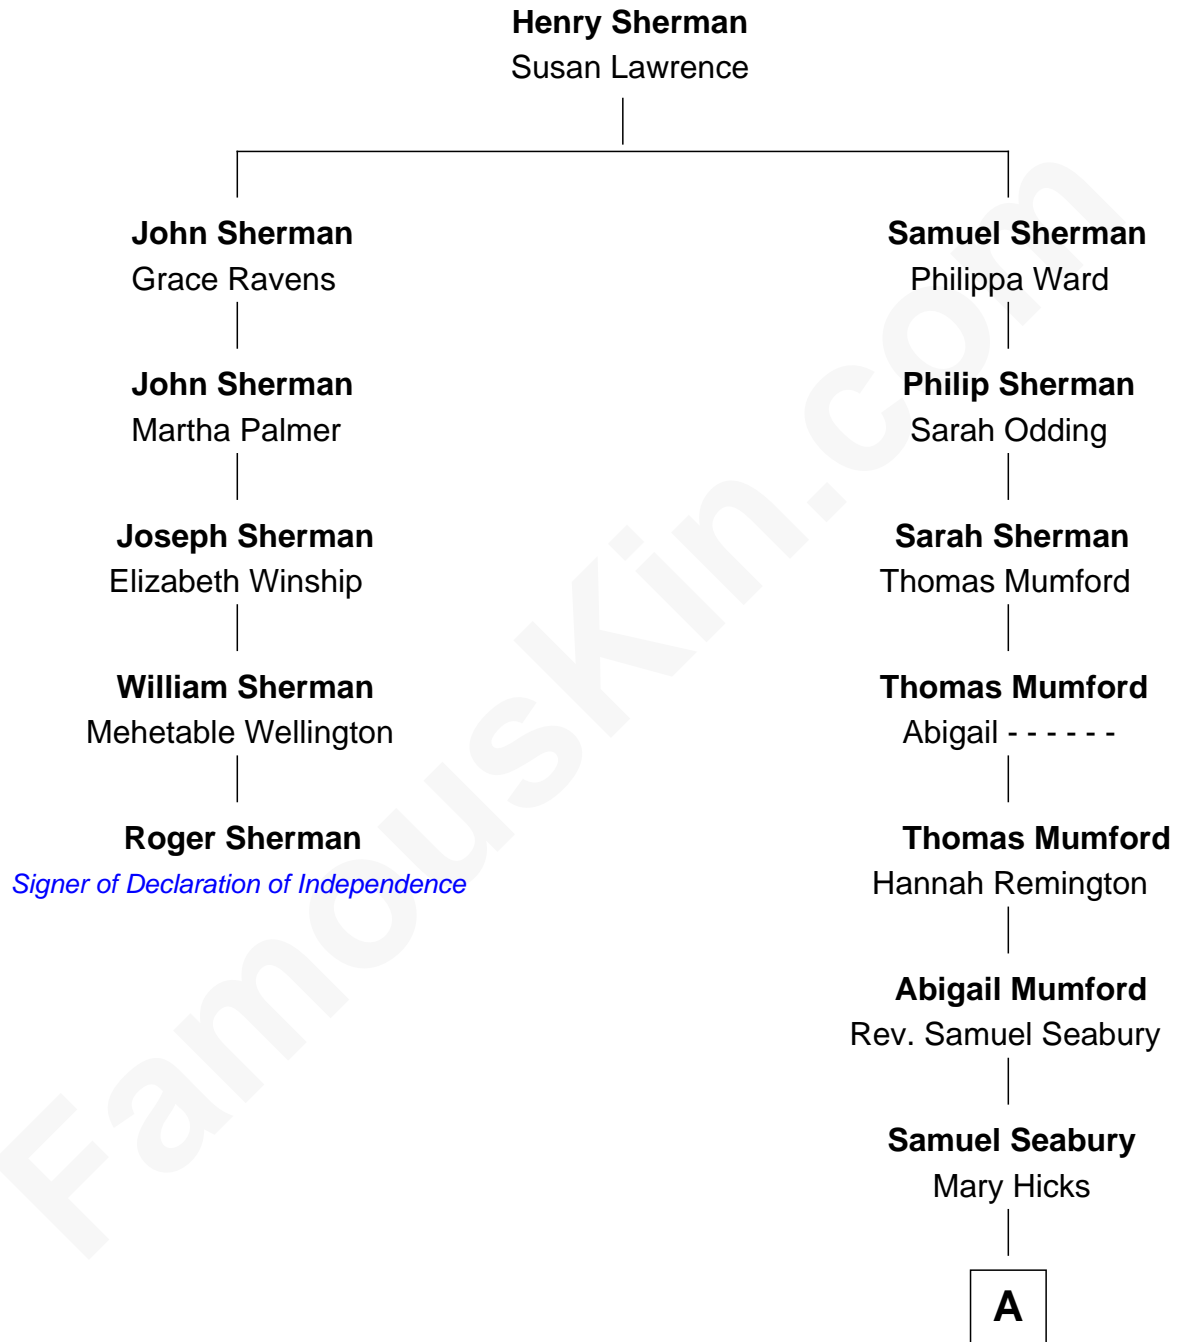 Henry Sherman
Susan Lawrence
John Sherman
Grace Ravens
Samuel Sherman
Philippa Ward
John Sherman
Martha Palmer
Philip Sherman
Sarah Odding
Joseph Sherman
Elizabeth Winship
Sarah Sherman
Thomas Mumford
William Sherman
Mehetable Wellington
Thomas Mumford
Abigail - - - - - -
Roger Sherman
Signer of Declaration of Independence
Thomas Mumford
Hannah Remington
Abigail Mumford
Rev. Samuel Seabury
Samuel Seabury
Mary Hicks
A
FamousKin.com